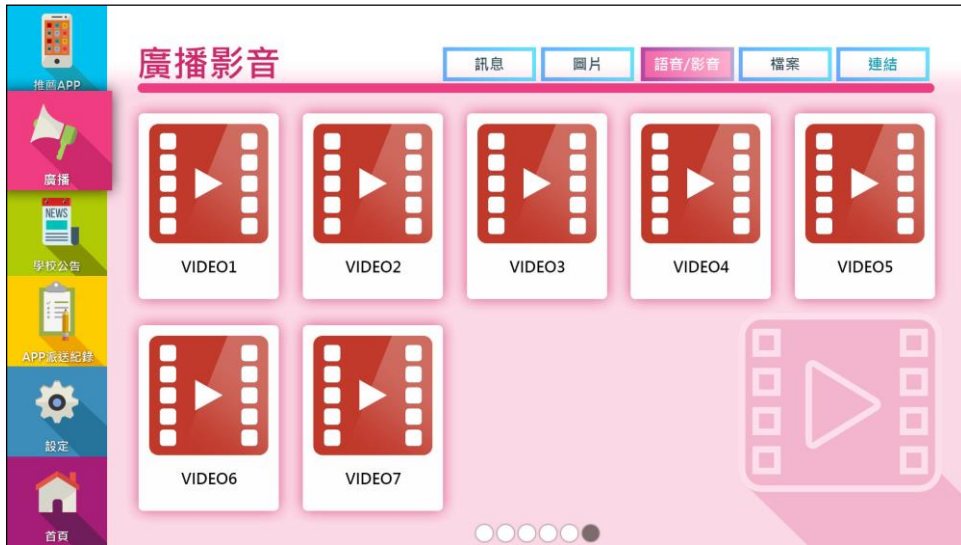 推薦APP
廣播
NEWS
學校公告
APP派送紀錄
設定
首頁
廣播影音
訊息
圖片
語音/影音
檔案
連結
VIDEO1
VIDEO2
VIDEO3
VIDEO4
VIDEO5
VIDEO6
VIDEO7